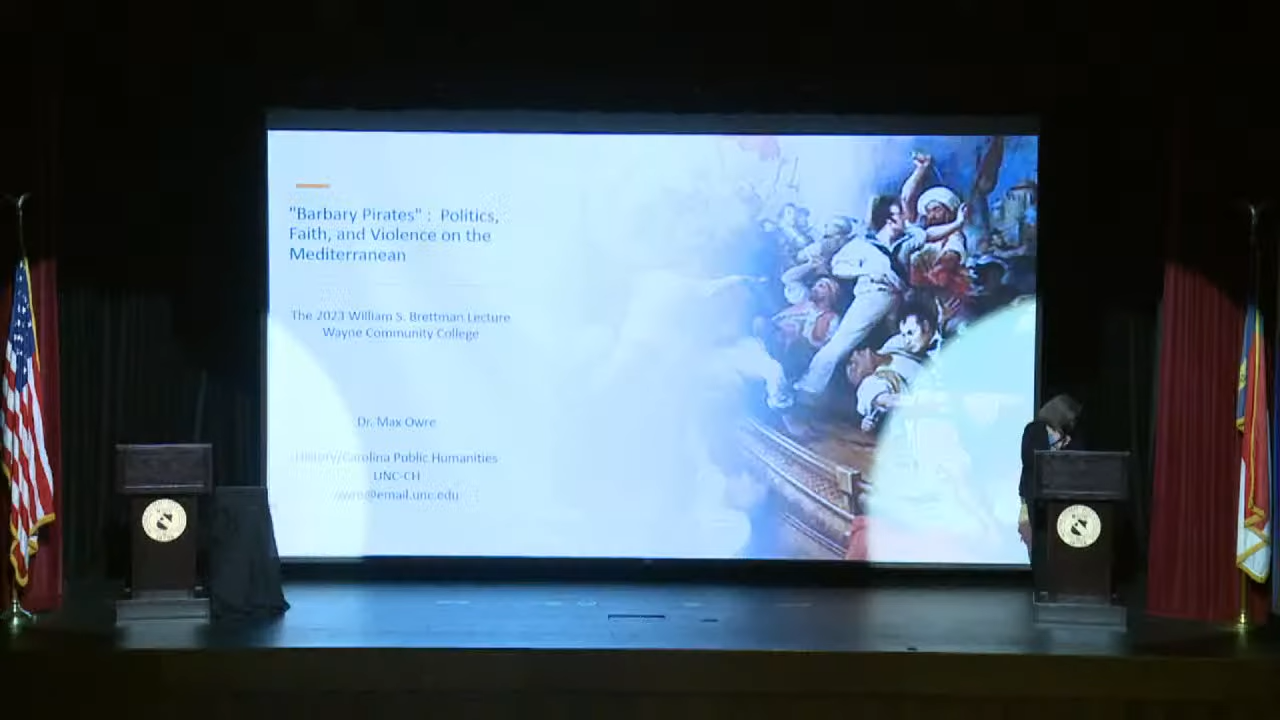 "Barbary Pirates" : Politics,
Faith, and Violence on the
Mediterranean
The 2023 William S. Brettman Lecture
Wayne Community College
Dr. Max Owre
History/Carolina Public Humanities
UNC-CH
owre@email.unc.edu